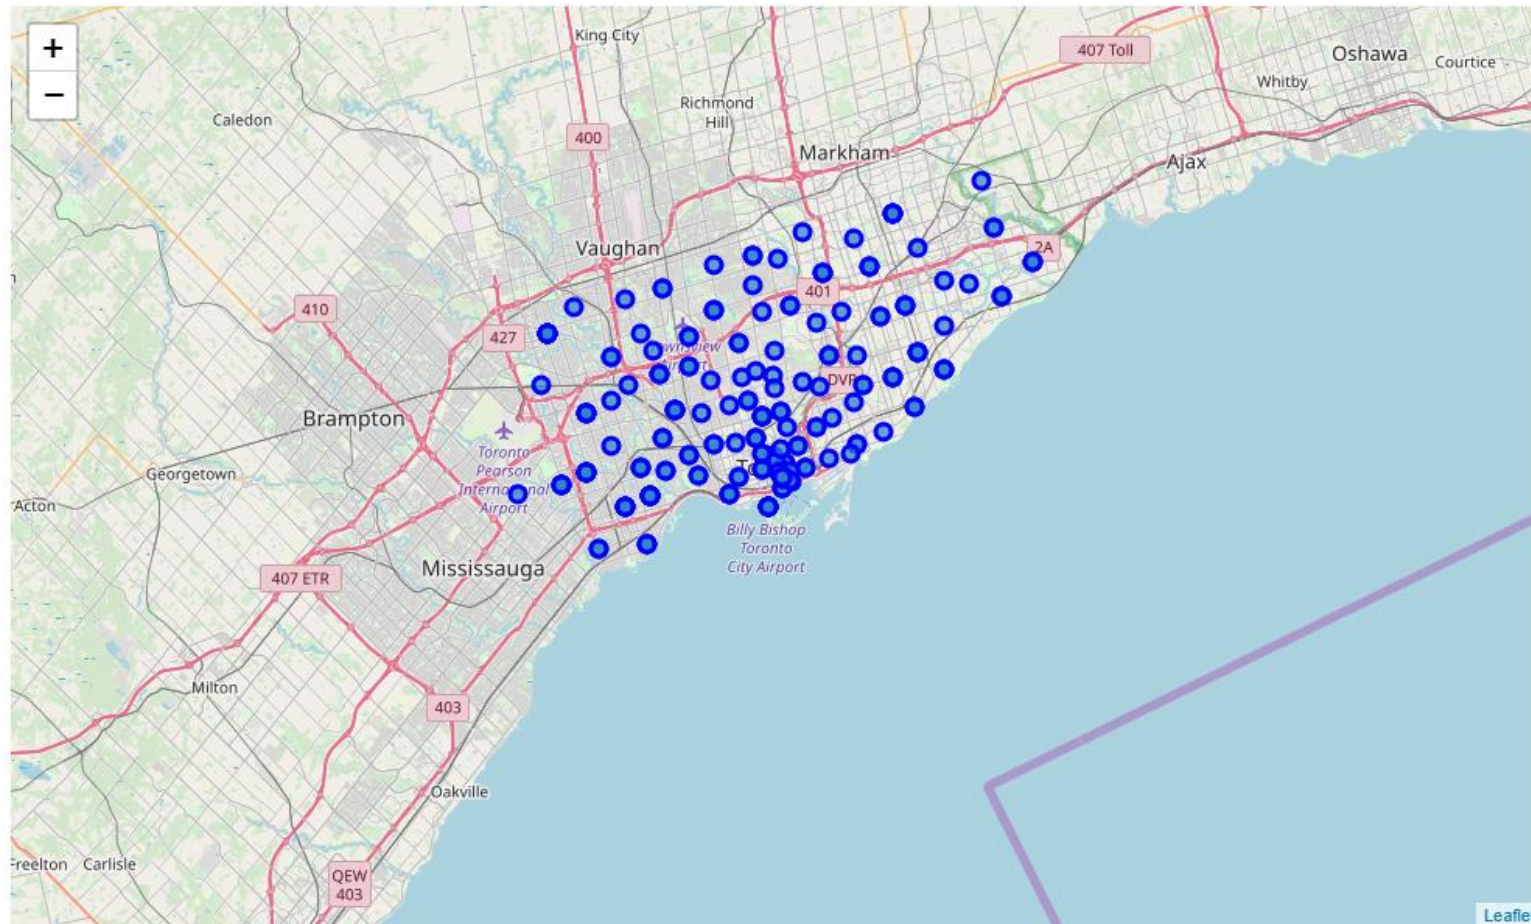 +
−
King City
407 Toll
Oshawa
Courtice
Whitby
Richmond
Hill
Caledon
400
Markham
Ajax
Vaughan
2A
401
410
427
Airport
DVP
Brampton
Toronto
Pearson
International
Airport
Georgetown
To
Acton
Billy Bishop
Toronto
City Airport
Mississauga
407 ETR
Milton
403
Oakville
Freelton
Carlisle
QEW
403
Leafle